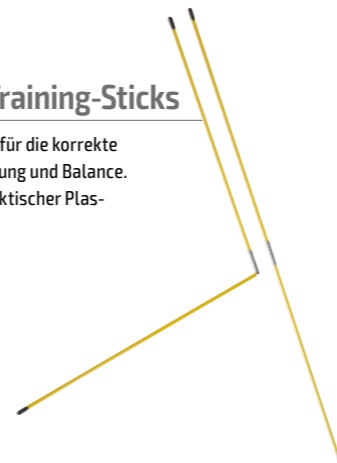 Training-Sticks
für die korrekte
ung und Balance.
ktischer Plas-